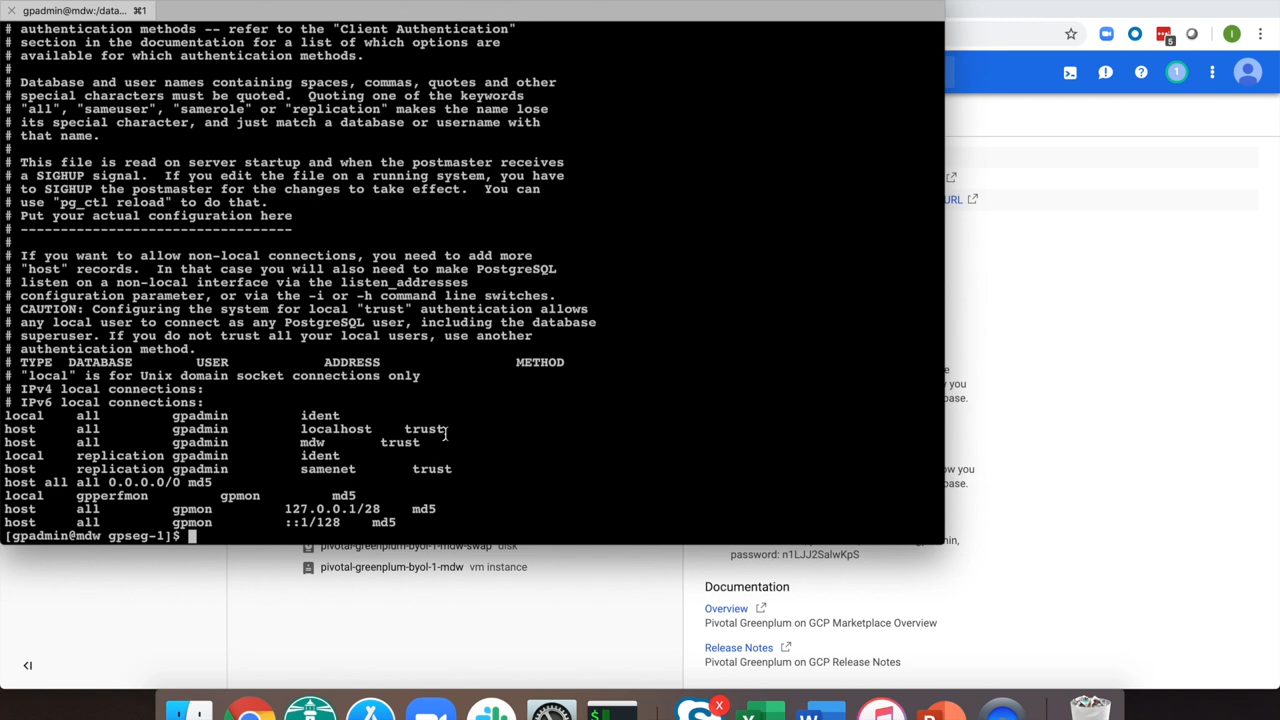 gpadmin@mdw:/data... ⌘1
# authentication methods -- refer to the "Client Authentication"
# section in the documentation for a list of which options are
# available for which authentication methods.
#
# Database and user names containing spaces, commas, quotes and other
# special characters must be quoted.  Quoting one of the keywords
# "all", "sameuser", "samerole" or "replication" makes the name lose
# its special character, and just match a database or username with
# that name.
#
# This file is read on server startup and when the postmaster receives
# a SIGHUP signal.  If you edit the file on a running system, you have
# to SIGHUP the postmaster for the changes to take effect.  You can
# use "pg_ctl reload" to do that.
# Put your actual configuration here
# ----------------------------------
#
# If you want to allow non-local connections, you need to add more
# "host" records.  In that case you will also need to make PostgreSQL
# listen on a non-local interface via the listen_addresses
# configuration parameter, or via the -i or -h command line switches.
# CAUTION: Configuring the system for local "trust" authentication allows
# any local user to connect as any PostgreSQL user, including the database
# superuser. If you do not trust all your local users, use another
# authentication method.
# TYPE  DATABASE        USER            ADDRESS                 METHOD
# "local" is for Unix domain socket connections only
# IPv4 local connections:
# IPv6 local connections:
local    all         gpadmin         ident
host     all         gpadmin         localhost    trust
host     all         gpadmin         mdw       trust
local    replication gpadmin         ident
host     replication gpadmin         samenet       trust
host all all 0.0.0.0/0 md5
local    gpperfmon         gpmon         md5
host     all         gpmon         127.0.0.1/28    md5
host     all         gpmon         ::1/128    md5
[gpadmin@mdw gpseg-1]$
5
1
I
URL
e
you
base.
ow you
base.
pivotal-greenplum-byol-1-mdw-swap disk
pivotal-greenplum-byol-1-mdw vm instance
password: n1LJJ2SalwKpS
Documentation
Overview
Pivotal Greenplum on GCP Marketplace Overview
Release Notes
Pivotal Greenplum on GCP Release Notes